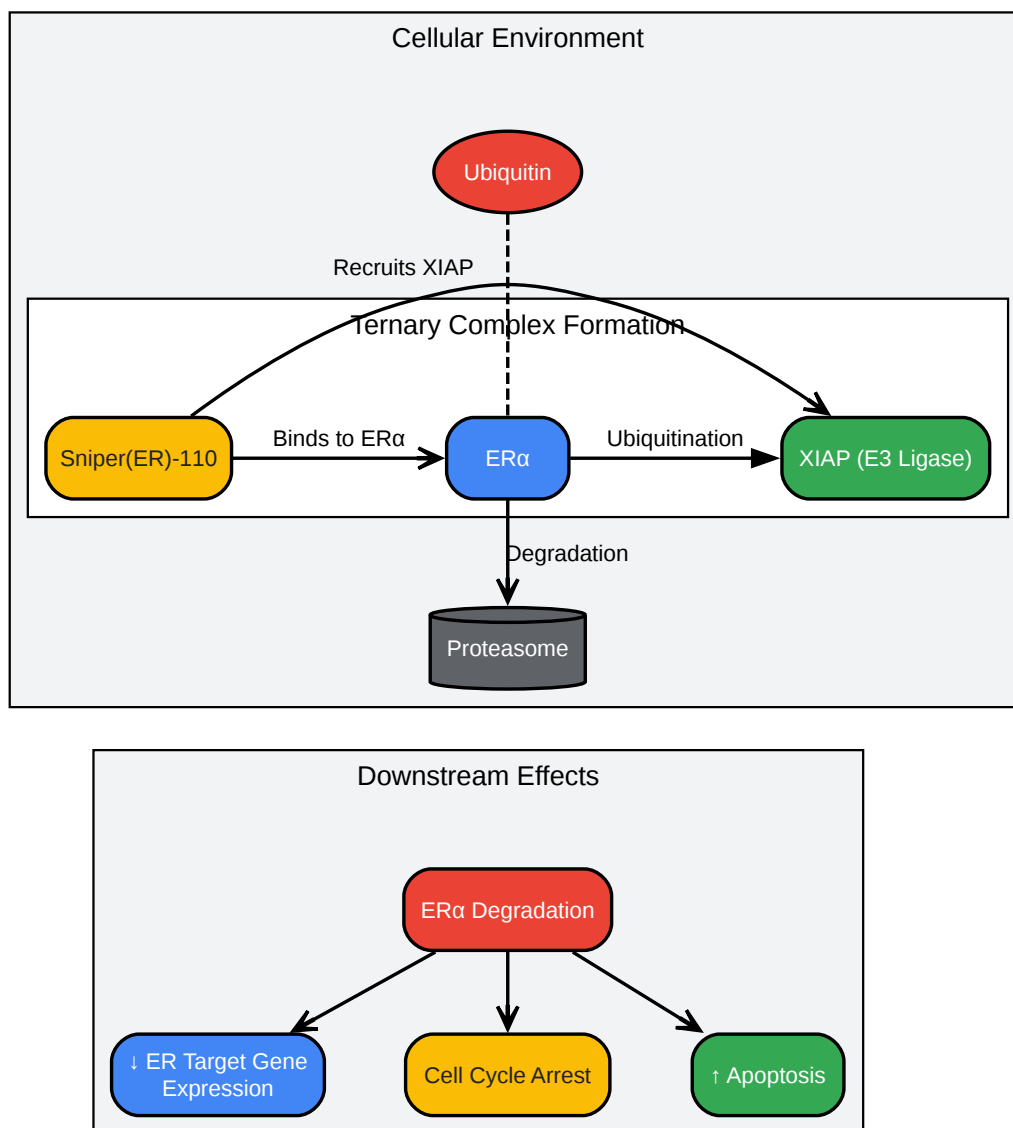 Cellular Environment
Ubiquitin
Recruits XIAP
Ternary Complex Formation
Sniper(ER)-110
Binds to ERα
ERα
Ubiquitination
XIAP (E3 Ligase)
Degradation
Proteasome
Downstream Effects
ERα Degradation
↓ ER Target Gene
Expression
Cell Cycle Arrest
↑ Apoptosis